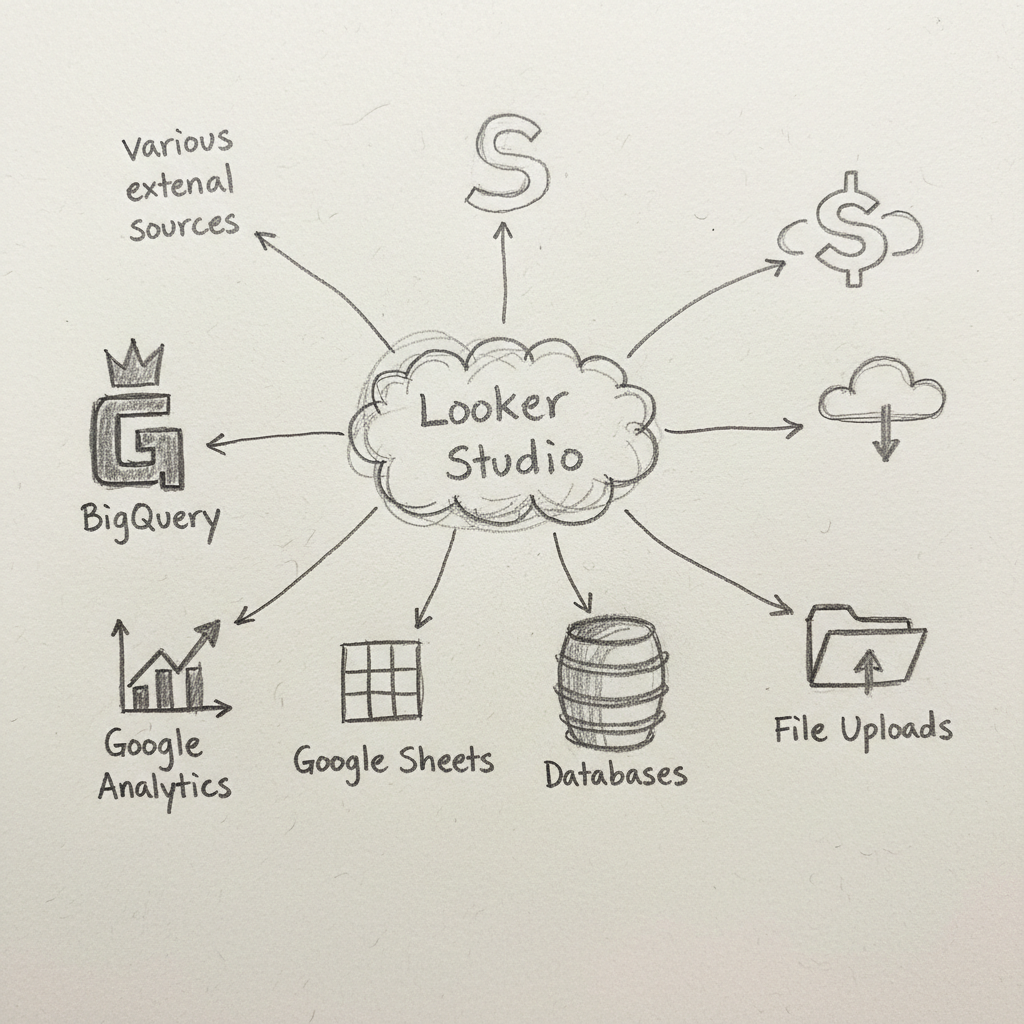 Various
extenal
sources
S
$
Looker
Studio
G
BigQuery
Google
Analytics
Google Sheets
Databases
File Uploads